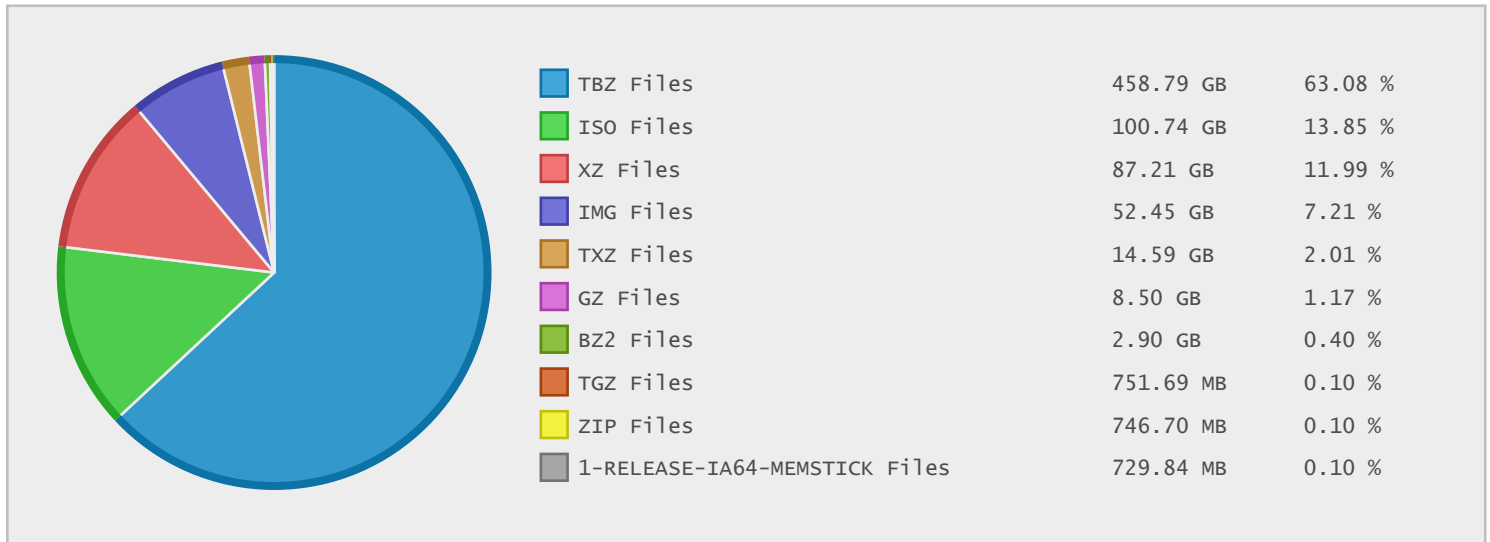 TBZ Files 458.79 GB 63.08 %
ISO Files 100.74 GB 13.85 %
XZ Files 87.21 GB 11.99 %
IMG Files 52.45 GB 7.21 %
TXZ Files 14.59 GB 2.01 %
GZ Files 8.50 GB 1.17 %
BZ2 Files 2.90 GB 0.40 %
TGZ Files 751.69 MB 0.10 %
ZIP Files 746.70 MB 0.10 %
1-RELEASE-IA64-MEMSTICK Files 729.84 MB 0.10 %